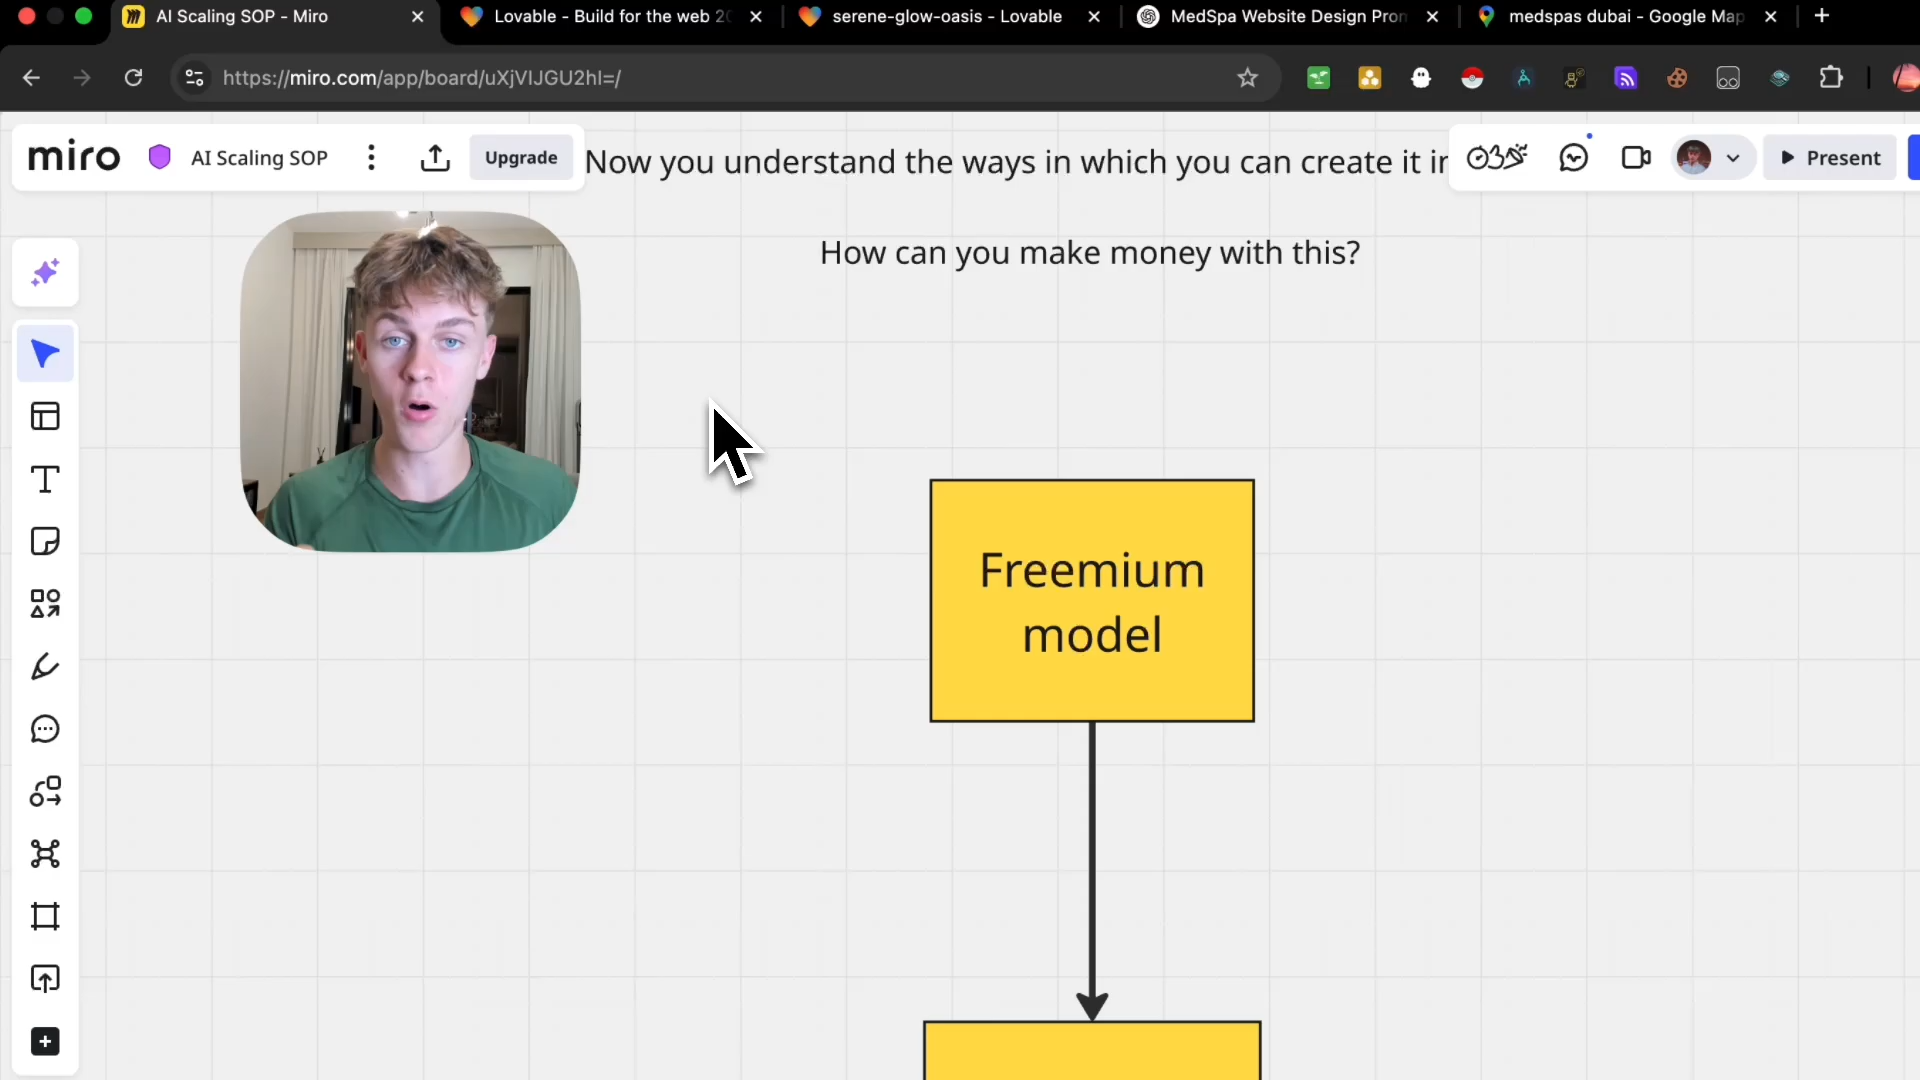 AI Scaling SOP - Miro
Lovable - Build for the web 20
serene-glow-oasis - Lovable
MedSpa Website Design Pron
medspas dubai - Google Map
https://miro.com/app/board/uXjVIJGU2hI=/
miro
AI Scaling SOP
Upgrade
Now you understand the ways in which you can create it in
Present
How can you make money with this?
Freemium
model